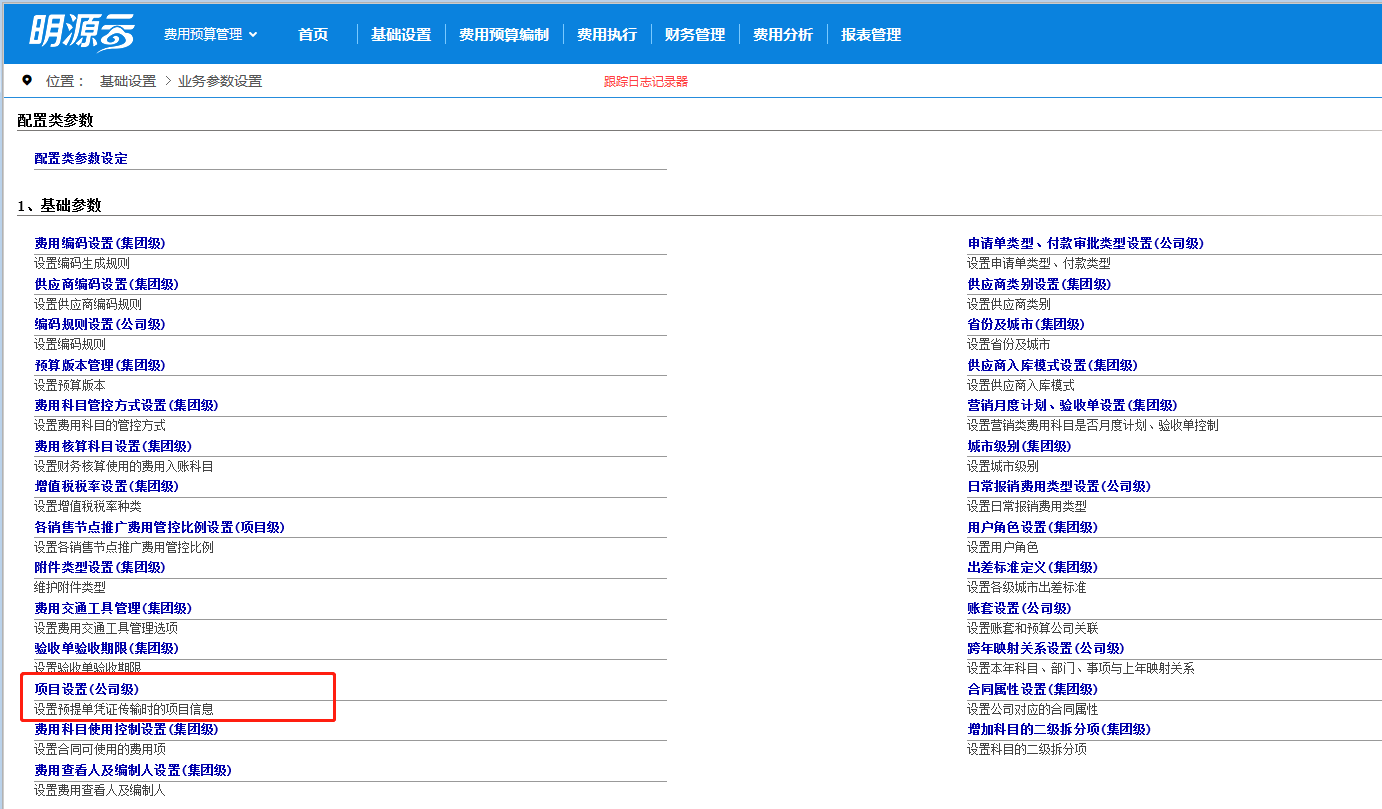 明源云 费用预算管理 首页 基础设置 费用预算编制 费用执行 财务管理 费用分析 报表管理
位置： 基础设置 > 业务参数设置 跟踪日志记录器
配置类参数
配置类参数设定
1、基础参数
费用编码设置(集团级)
设置编码生成规则
供应商编码设置(集团级)
设置供应商编码规则
编码规则设置(公司级)
设置编码规则
预算版本管理(集团级)
设置预算版本
费用科目管控方式设置(集团级)
设置费用科目的管控方式
费用核算科目设置(集团级)
设置财务核算使用的费用入账科目
增值税税率设置(集团级)
设置增值税税率种类
各销售节点推广费用管控比例设置(项目级)
设置各销售节点推广费用管控比例
附件类型设置(集团级)
维护附件类型
费用交通工具管理(集团级)
设置费用交通工具管理选项
验收单验收期限(集团级)
设置验收单验收期限
项目设置(公司级)
设置预提单凭证传输时的项目信息
费用科目使用控制设置(集团级)
设置合同可使用的费用项
费用查看人及编制人设置(集团级)
设置费用查看人及编制人
申请单类型、付款审批类型设置(公司级)
设置申请单类型、付款类型
供应商类别设置(集团级)
设置供应商类别
省份及城市(集团级)
设置省份及城市
供应商入库模式设置(集团级)
设置供应商入库模式
营销月度计划、验收单设置(集团级)
设置营销类费用科目是否月度计划、验收单控制
城市级别(集团级)
设置城市级别
日常报销费用类型设置(公司级)
设置日常报销费用类型
用户角色设置(集团级)
设置用户角色
出差标准定义(集团级)
设置各级城市出差标准
账套设置(公司级)
设置账套和预算公司关联
跨年映射关系设置(公司级)
设置本年科目、部门、事项与上年映射关系
合同属性设置(集团级)
设置公司对应的合同属性
增加科目的二级拆分项(集团级)
设置科目的二级拆分项